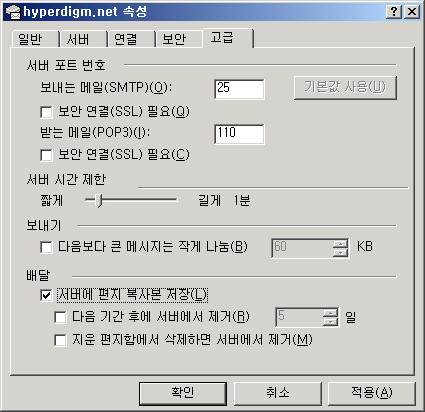 hyperdigm.net 속성
일반 서버 연결 보안 고급
서버 포트 번호
보내는 메일(SMTP)(O): 25 기본값 사용(U)
보안 연결(SSL) 필요(Q)
받는 메일(POP3)(I): 110
보안 연결(SSL) 필요(C)
서버 시간 제한
짧게 길게 1분
보내기
다음보다 큰 메시지는 작게 나눔(B) 60 KB
배달
서버에 편지 복사본 저장(L)
다음 기간 후에 서버에서 제거(R) 5 일
지운 편지함에서 삭제하면 서버에서 제거(M)
확인 취소 적용(A)